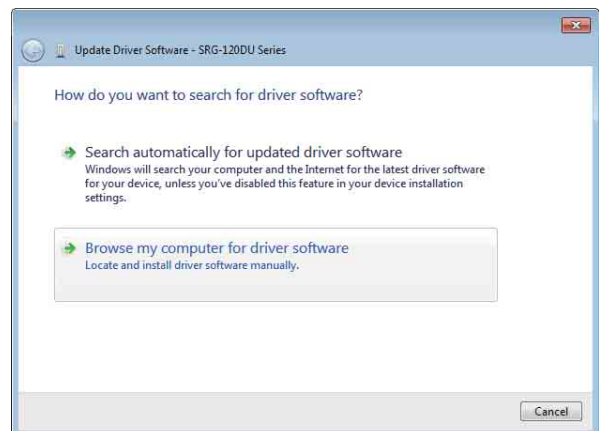 Update Driver Software - SRG-120DU Series
How do you want to search for driver software?
Search automatically for updated driver software
Windows will search your computer and the Internet for the latest driver software
for your device, unless you've disabled this feature in your device installation
settings.
Browse my computer for driver software
Locate and install driver software manually.
Cancel